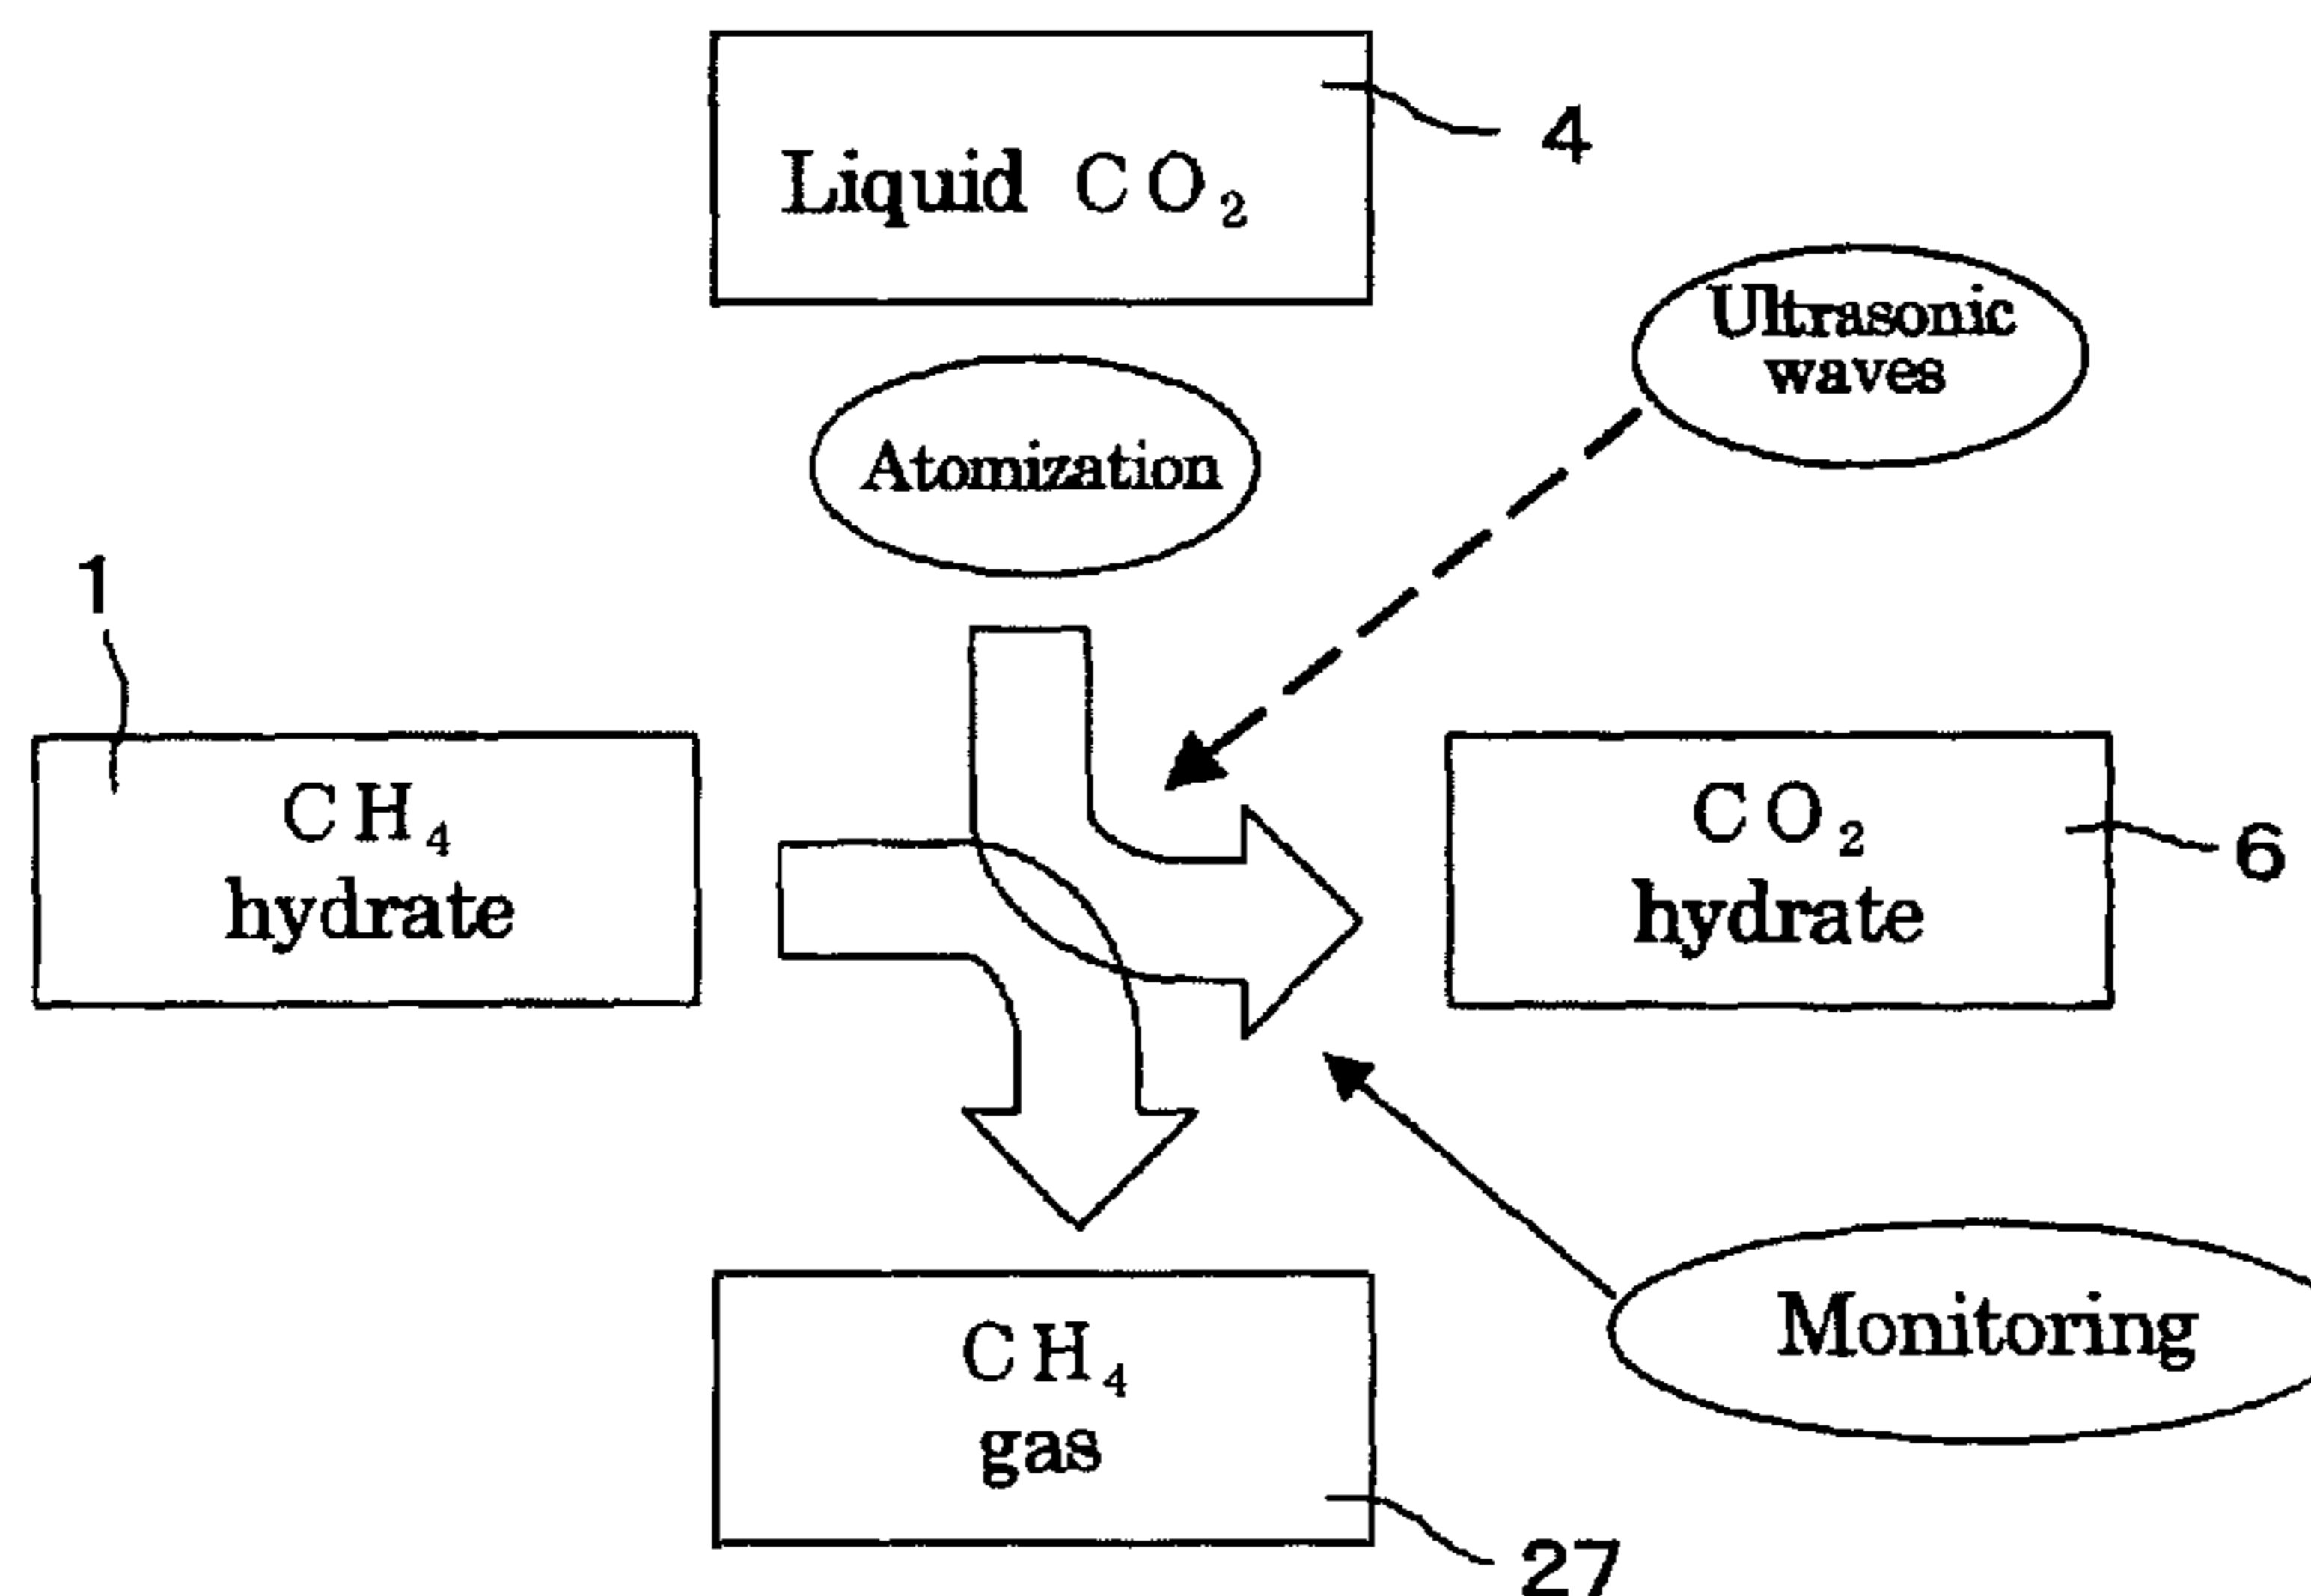 Liquid CO₂
4
Ultrasonic
waves
Atomization
1
CH₄
hydrate
CO₂
hydrate
6
CH₄
gas
Monitoring
27